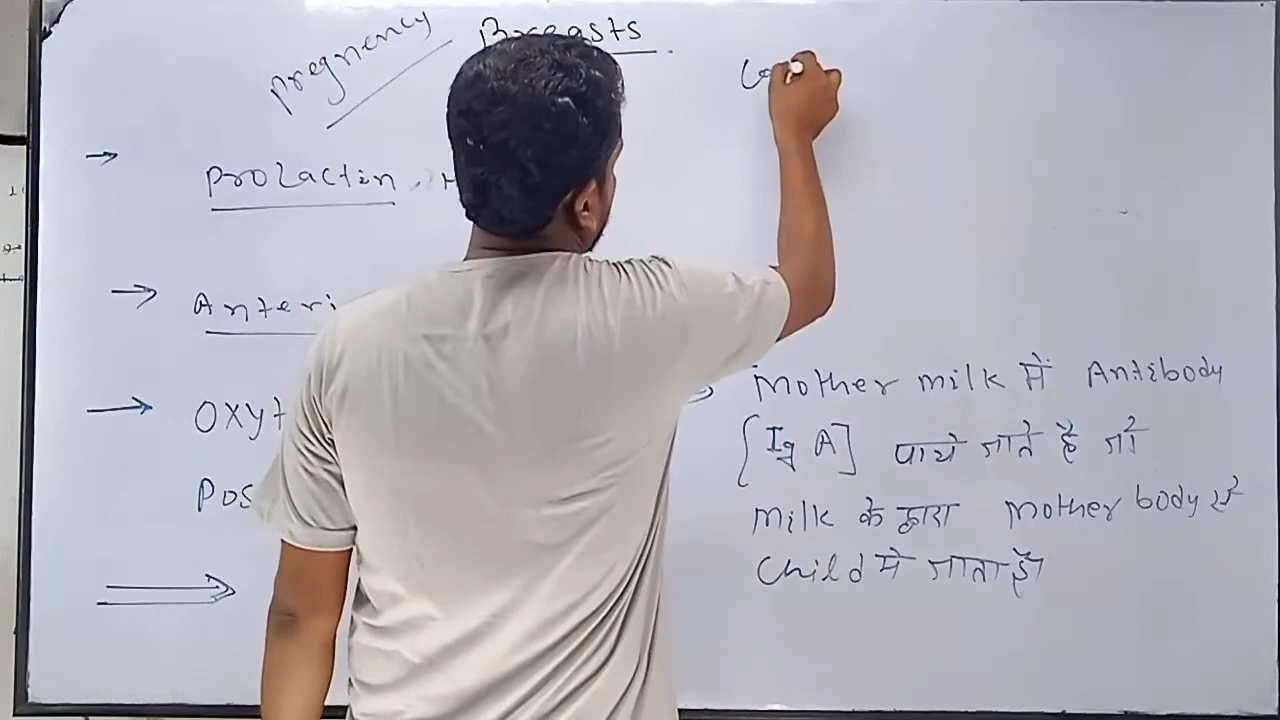 pregnancy
Breasts
Prolactin
Anteri
Oxyt
Pos
Mother milk में Antibody
[Ig A] पाये जाते है जो
milk के द्वारा mother body से
child मे जाता है।